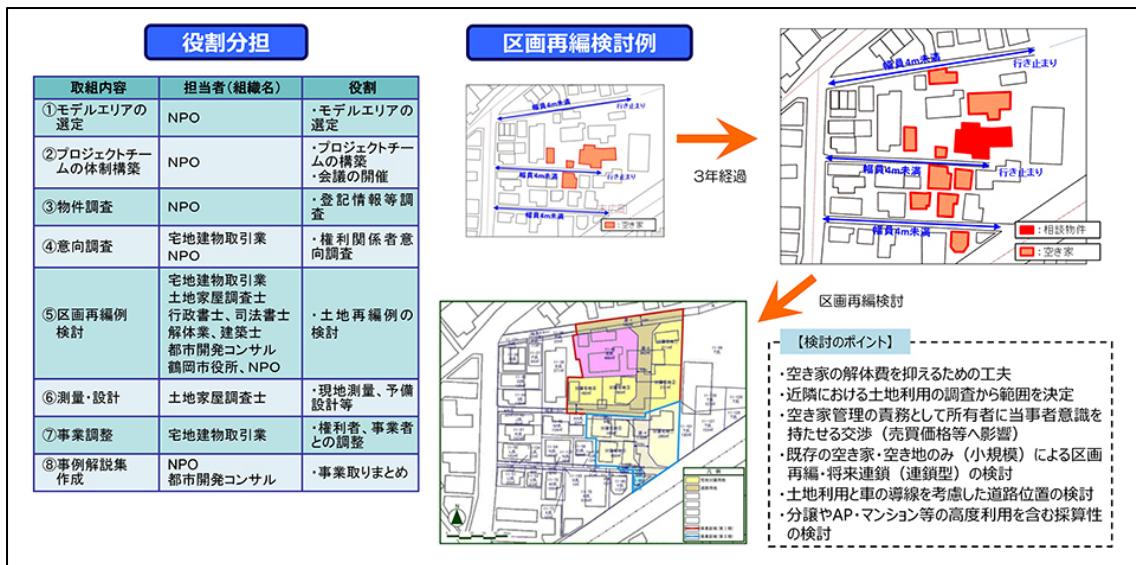 役割分担
取組内容 担当者(組織名) 役割
①モデルエリアの
選定
NPO
・モデルエリアの
選定
②プロジェクトチー
ムの体制構築
NPO
・プロジェクトチー
ムの構築
・会議の開催
③物件調査
NPO
・登記情報等調
査
④意向調査
宅地建物取引業
NPO
・権利関係者意
向調査
⑤区画再編例
検討
宅地建物取引業
土地家屋調査士
行政書士、司法書士
解体業、建築士
都市開発コンサル
鶴岡市役所、NPO
・土地再編例の
検討
⑥測量・設計
土地家屋調査士
・現地測量、予備
設計等
⑦事業調整
宅地建物取引業
・権利者、事業者
との調整
⑧事例解説集
作成
NPO
都市開発コンサル
・事業取りまとめ
区画再編検討例
幅員4m未満
行き止まり
幅員4m未満
行き止まり
幅員4m未満
:空き家
3年経過
幅員4m未満
行き止まり
幅員4m未満
行き止まり
幅員4m未満
:相談物件
:空き家
区画再編検討
凡例
【検討のポイント】
・空き家の解体費を抑えるための工夫
・近隣における土地利用の調査から範囲を決定
・空き家管理の責務として所有者に当事者意識を
持たせる交渉(売買価格等へ影響)
・既存の空き家・空き地のみ(小規模)による区画
再編・将来連鎖(連鎖型)の検討
・土地利用と車の導線を考慮した道路位置の検討
・分譲やAP・マンション等の高度利用を含む採算性
の検討